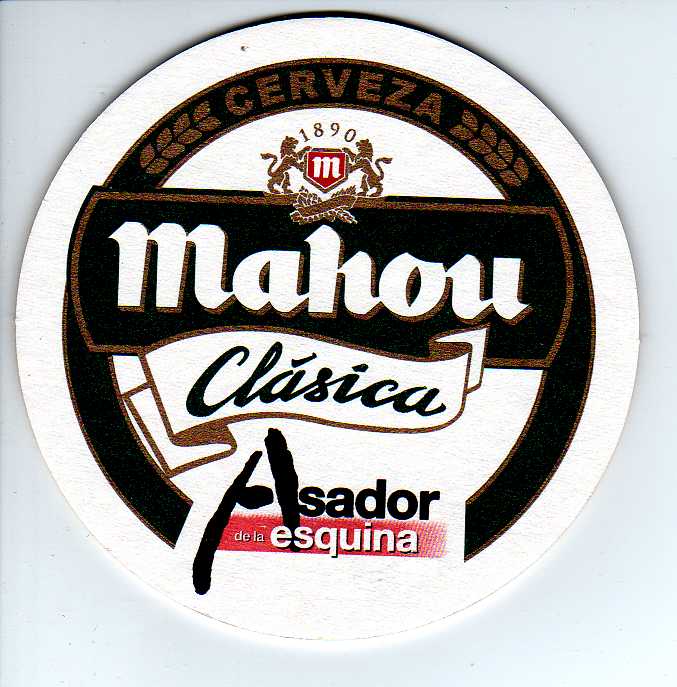 CERVEZA
1890
m
mahou
Clásica
Asador
de la esquina